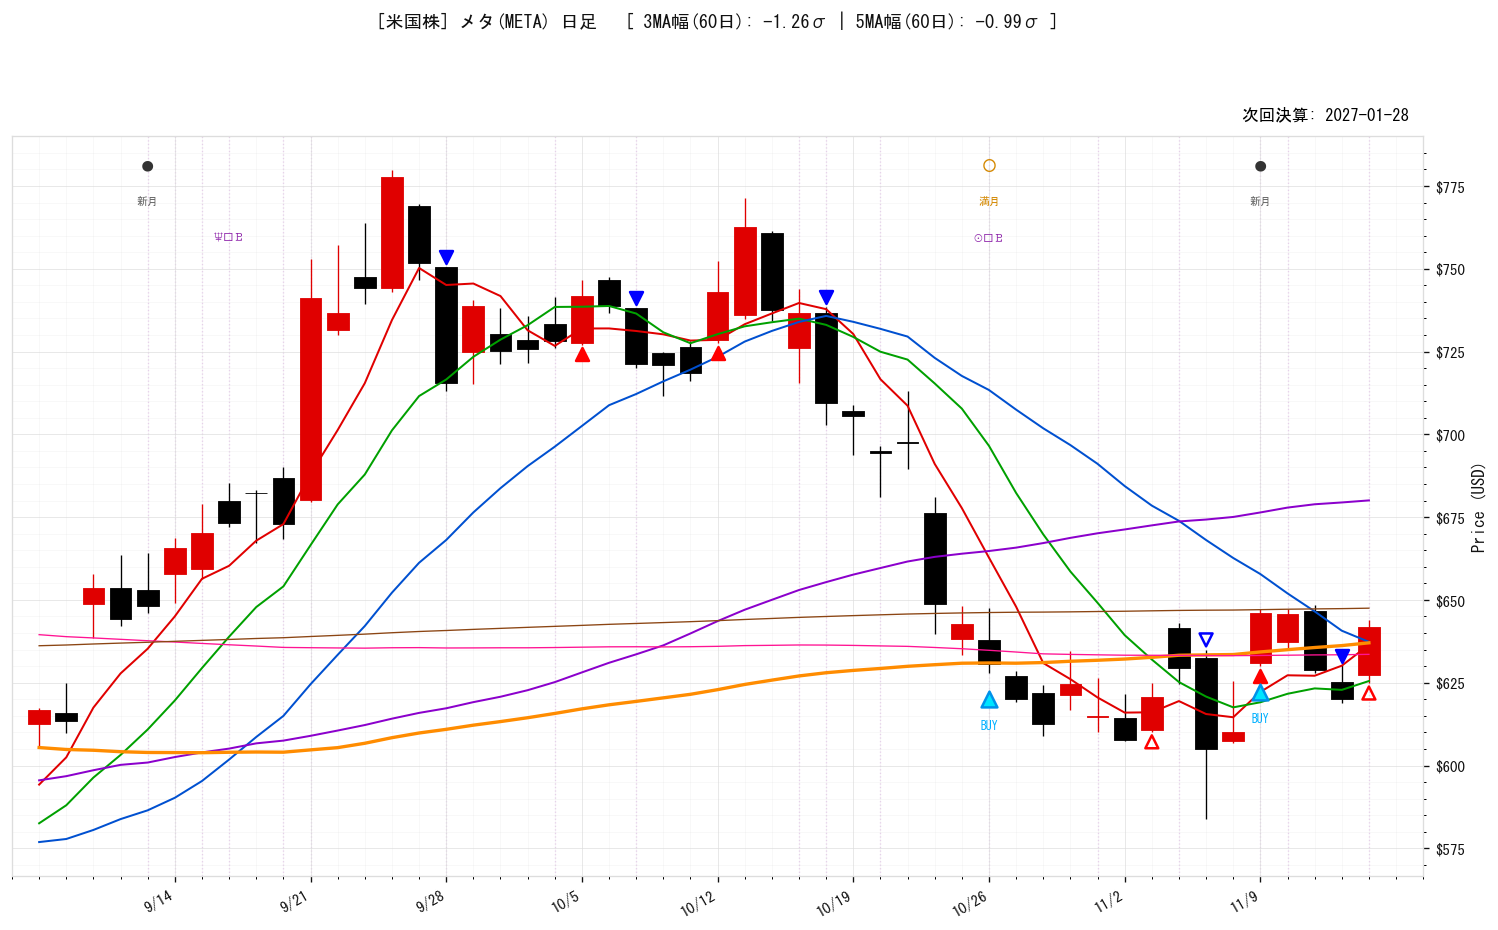 [米国株] メタ(META) 日足   [ 3MA幅(60日): -1.26σ | 5MA幅(60日): -0.99σ ]
次回決算: 2027-01-28
新月
満月
新月
Ψ□♇
☉□♇
BUY
BUY
$775
$750
$725
$700
$675
$650
$625
$600
$575
Price (USD)
9/14
9/21
9/28
10/5
10/12
10/19
10/26
11/2
11/9